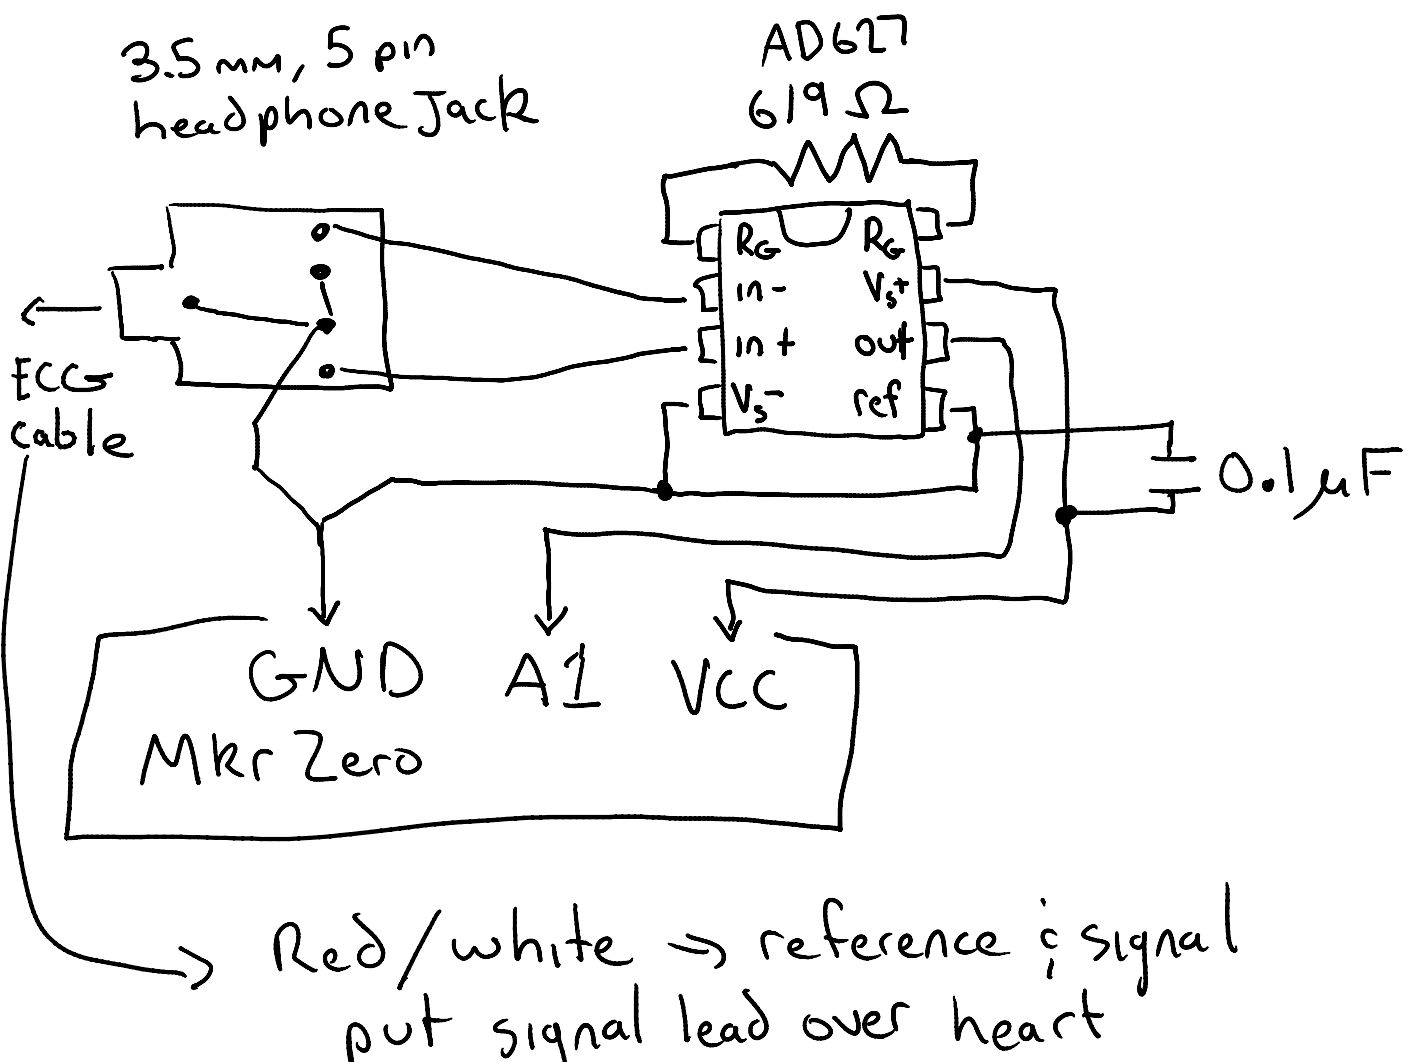 3.5 mm, 5 pin
headphone Jack
AD627
619 Ω
RG
RG
in-
Vs+
in+
out
Vs-
ref
ECG
cable
0.1 μF
GND
A1
VCC
Mkr Zero
Red/white → reference & signal
put signal lead over heart